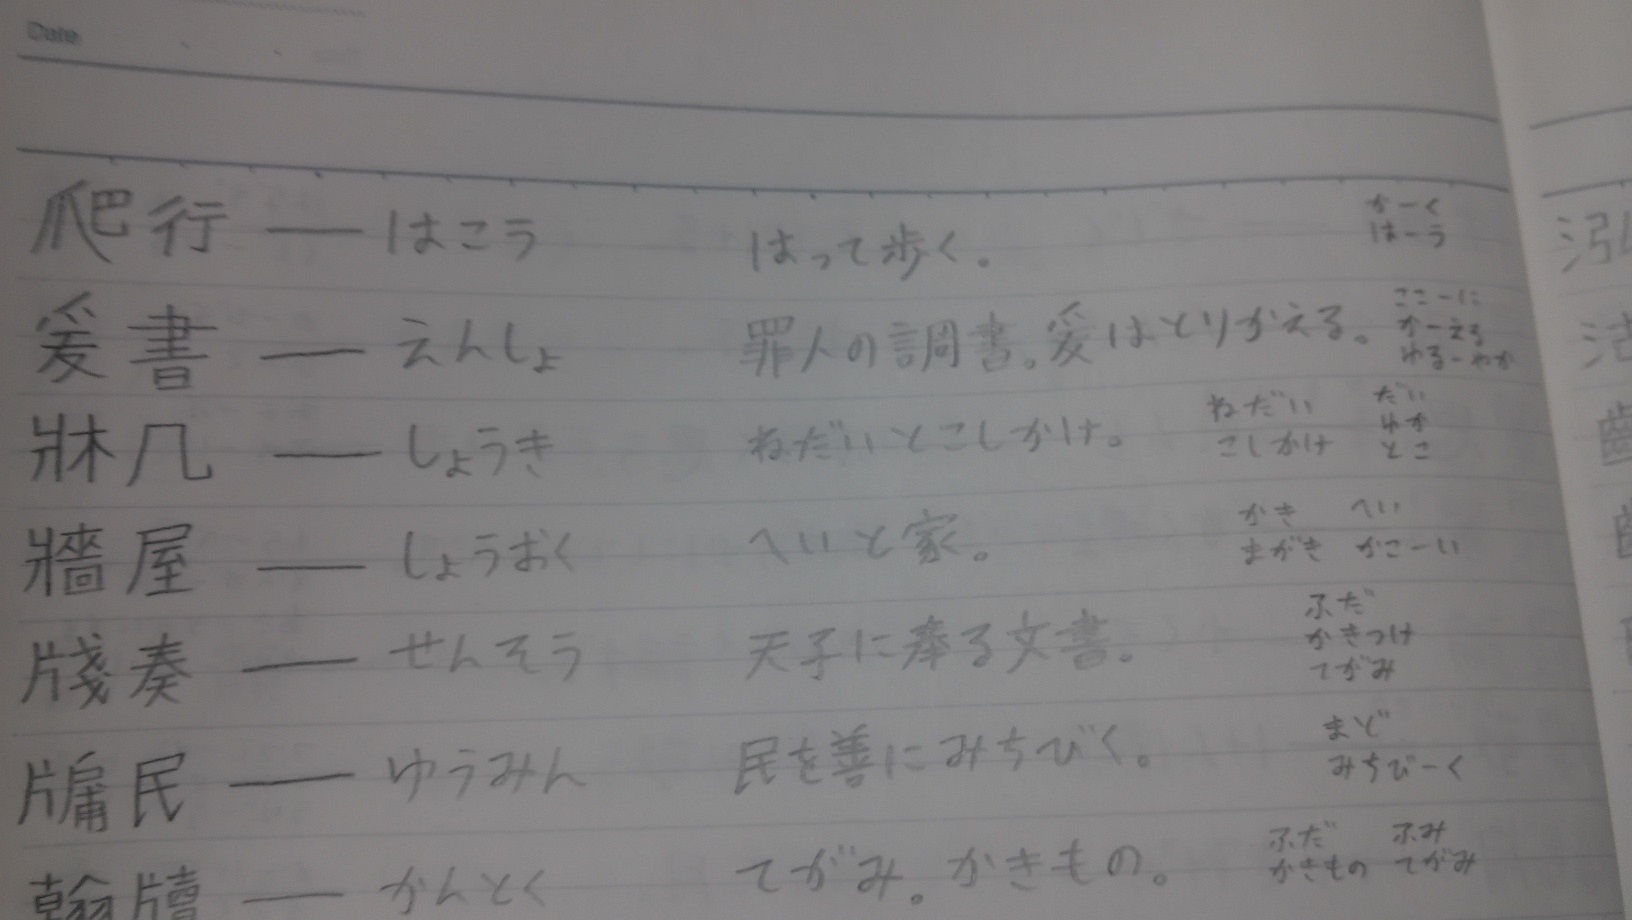 Date
爬行 — はこう はって歩く。 かーく はーう
爰書 — えんしょ 罪人の調書。爰はとりかえる。 ここーに かーえる ゆるーやか
牀几 — しょうき ねだいとこしかけ。 ねだい だい ゆか こしかけ とこ
牆屋 — しょうおく へいと家。 かき へい まがき かこーい
牋奏 — せんそう 天子に奉る文書。 ふだ かきつけ てがみ
牖民 — ゆうみん 民を善にみちびく。 まど みちびーく
翰牘 — かんとく てがみ。かきもの。 ふだ ふみ かきもの てがみ